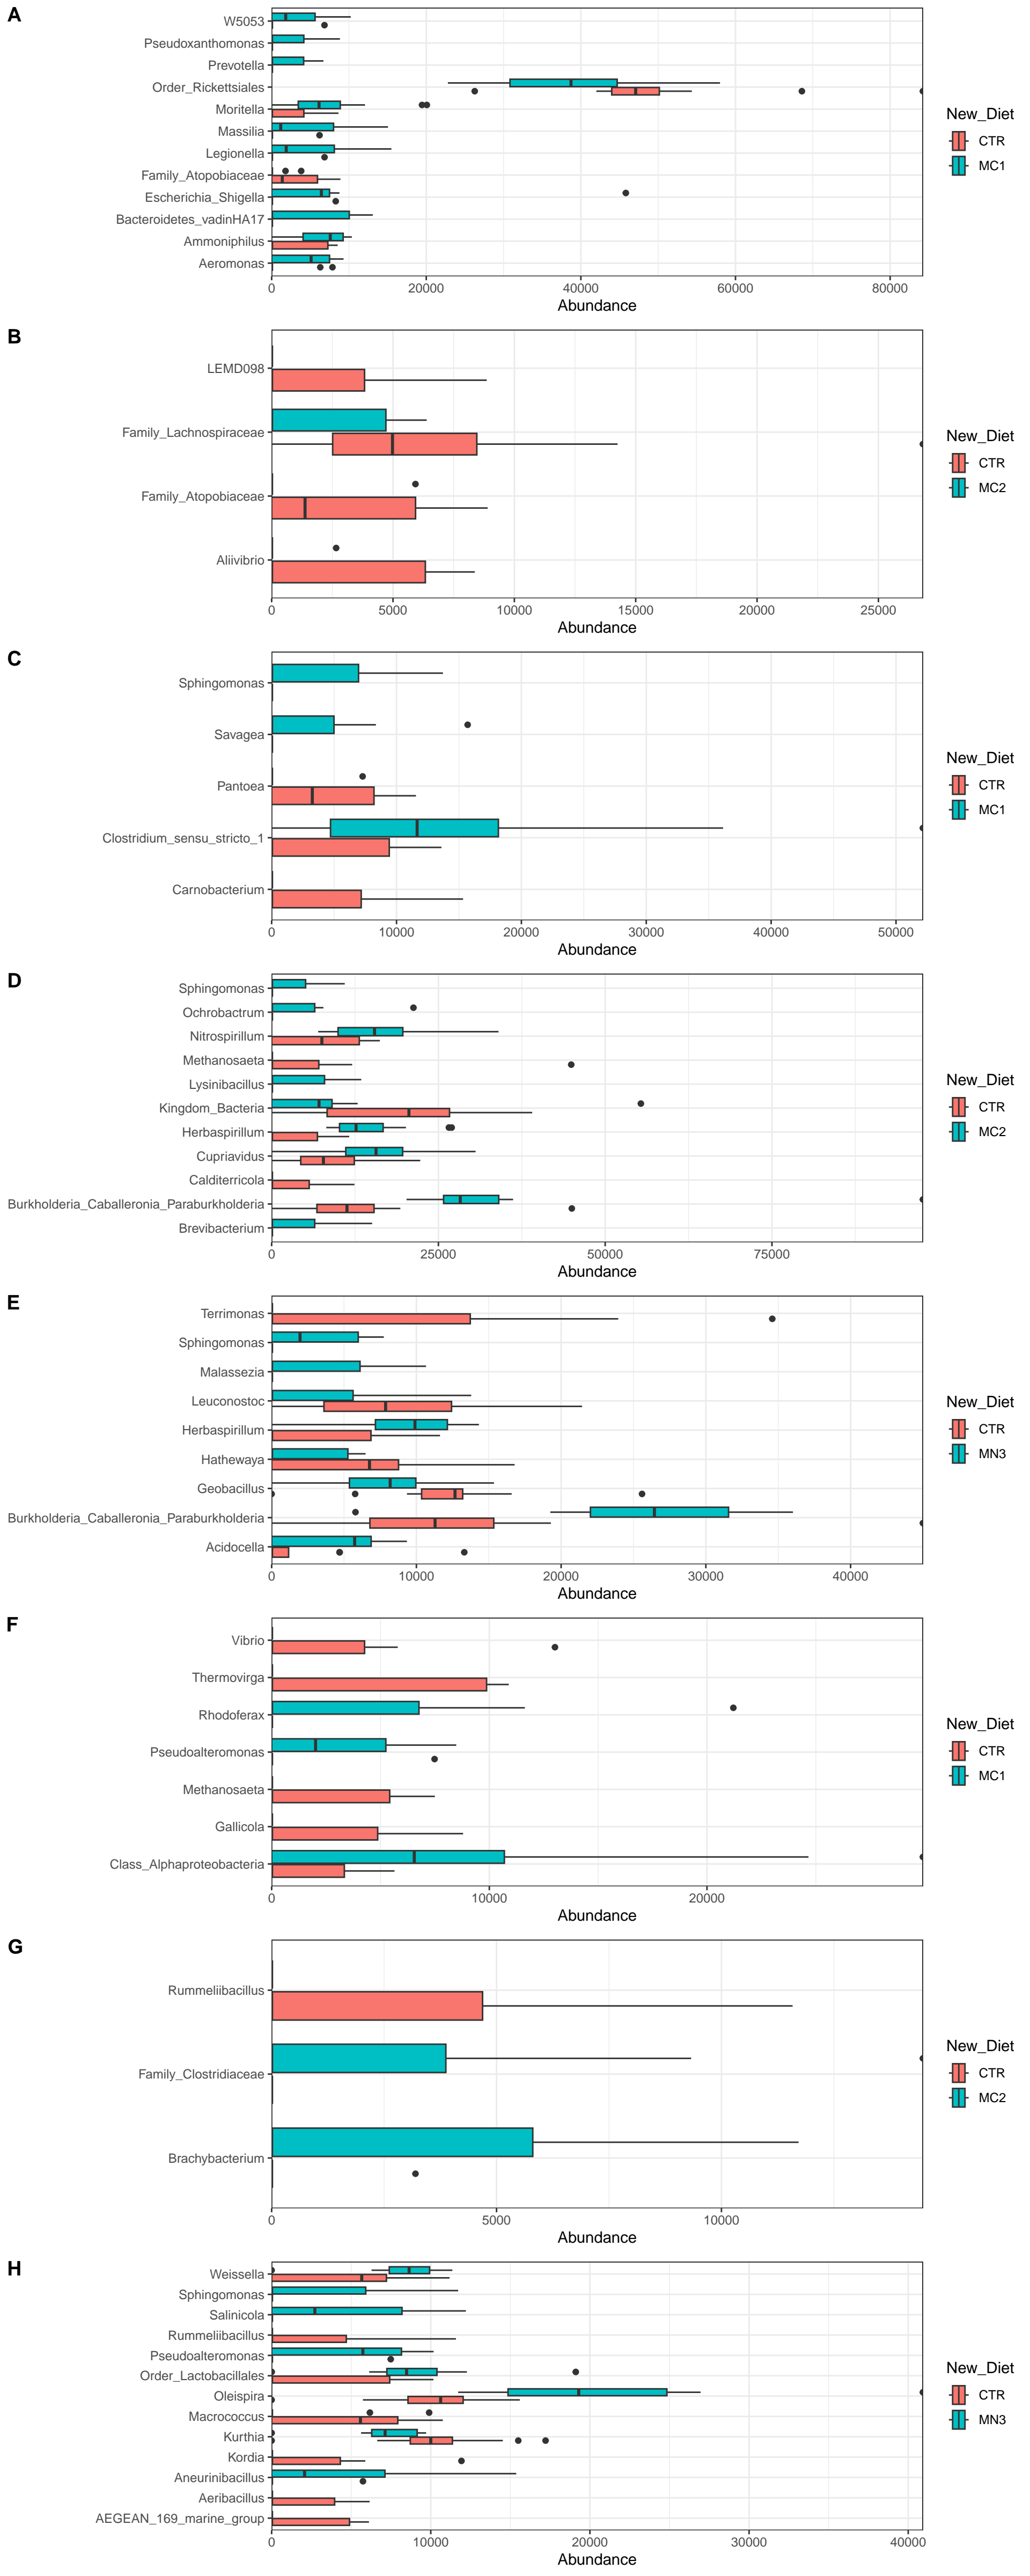 A
W5053
Pseudoxanthomonas
Prevotella
Order_Rickettsiales
Moritella
Massilia
Legionella
Family_Atopobiaceae
Escherichia_Shigella
Bacteroidetes_vadinHA17
Ammoniphilus
Aeromonas
0 20000 40000 60000 80000
Abundance
New_Diet
CTR
MC1
B
LEMD098
Family_Lachnospiraceae
Family_Atopobiaceae
Aliivibrio
0 5000 10000 15000 20000 25000
Abundance
New_Diet
CTR
MC2
C
Sphingomonas
Savagea
Pantoea
Clostridium_sensu_stricto_1
Carnobacterium
0 10000 20000 30000 40000 50000
Abundance
New_Diet
CTR
MC1
D
Sphingomonas
Ochrobactrum
Nitrospirillum
Methanosaeta
Lysinibacillus
Kingdom_Bacteria
Herbaspirillum
Cupriavidus
Calditerricola
Burkholderia_Caballeronia_Paraburkholderia
Brevibacterium
0 25000 50000 75000
Abundance
New_Diet
CTR
MC2
E
Terrimonas
Sphingomonas
Malassezia
Leuconostoc
Herbaspirillum
Hathewaya
Geobacillus
Burkholderia_Caballeronia_Paraburkholderia
Acidocella
0 10000 20000 30000 40000
Abundance
New_Diet
CTR
MN3
F
Vibrio
Thermovirga
Rhodoferax
Pseudoalteromonas
Methanosaeta
Gallicola
Class_Alphaproteobacteria
0 10000 20000
Abundance
New_Diet
CTR
MC1
G
Rummeliibacillus
Family_Clostridiaceae
Brachybacterium
0 5000 10000
Abundance
New_Diet
CTR
MC2
H
Weissella
Sphingomonas
Salinicola
Rummeliibacillus
Pseudoalteromonas
Order_Lactobacillales
Oleispira
Macrococcus
Kurthia
Kordia
Aneurinibacillus
Aeribacillus
AEGEAN_169_marine_group
0 10000 20000 30000 40000
Abundance
New_Diet
CTR
MN3